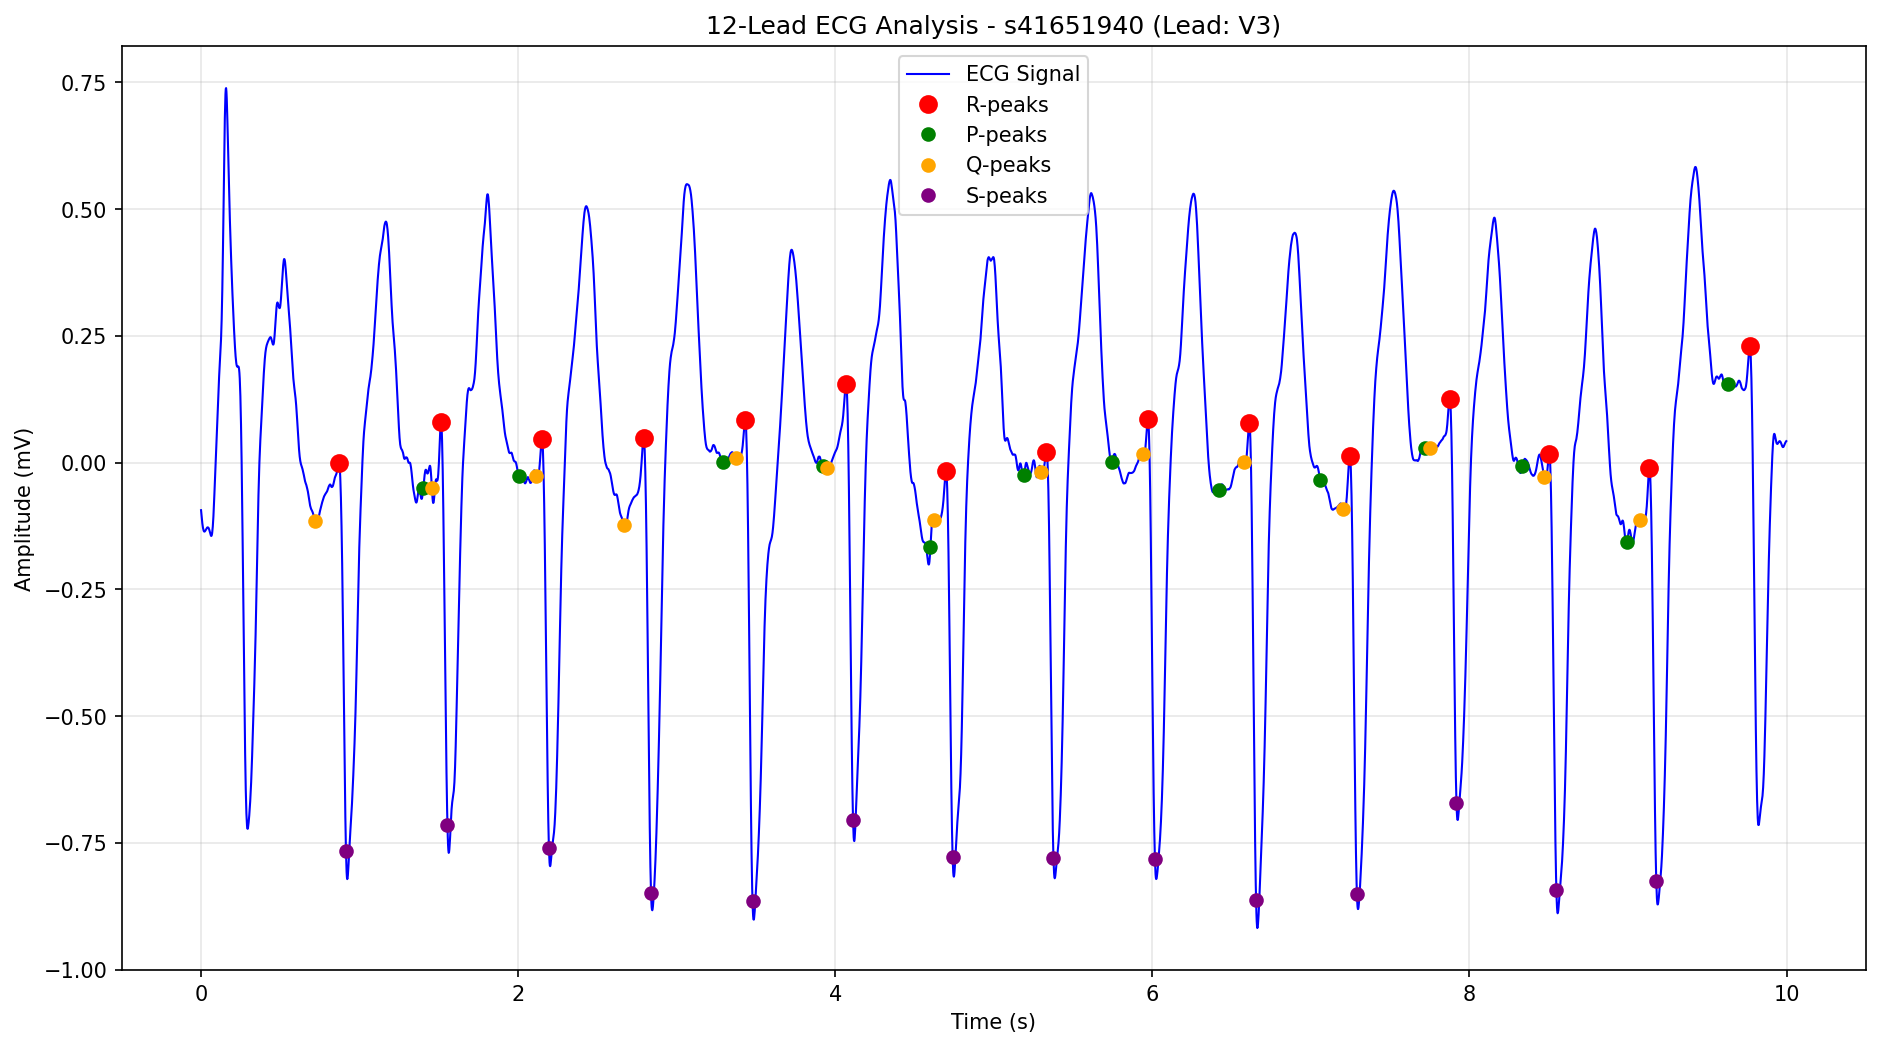 12-Lead ECG Analysis - s41651940 (Lead: V3)
ECG Signal
R-peaks
P-peaks
Q-peaks
S-peaks
Amplitude (mV)
0.75
0.50
0.25
0.00
−0.25
−0.50
−0.75
−1.00
0 2 4 6 8 10
Time (s)